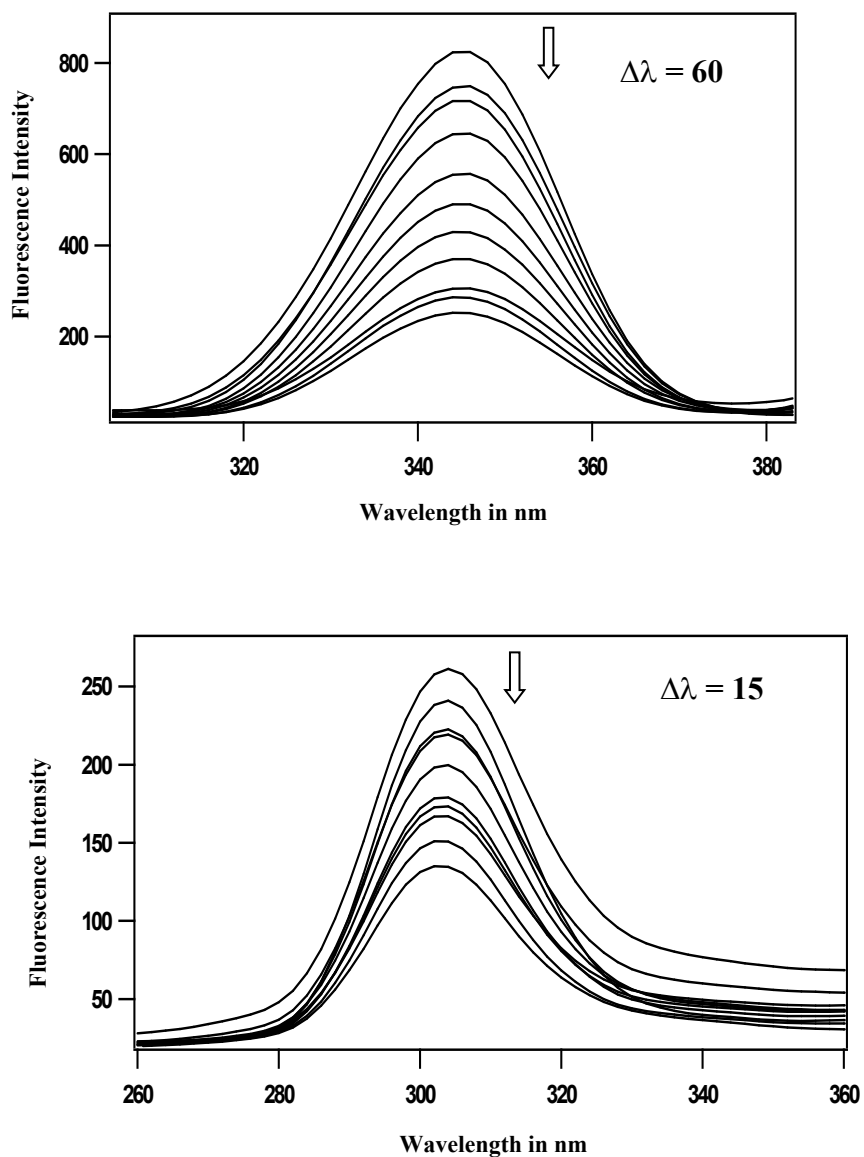 Δλ = 60
Fluorescence Intensity
800
600
400
200
320 340 360 380
Wavelength in nm
Δλ = 15
Fluorescence Intensity
250
200
150
100
50
260 280 300 320 340 360
Wavelength in nm